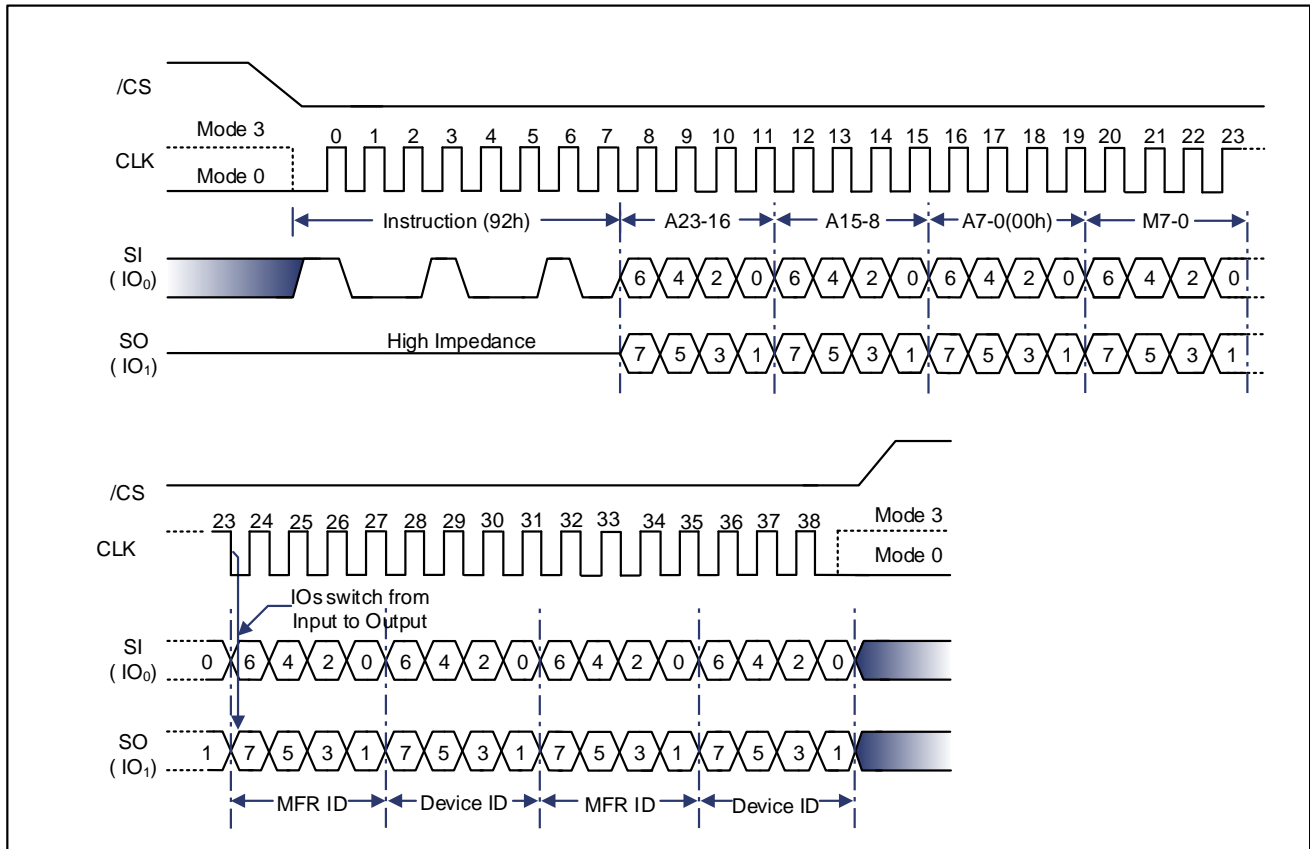 /CS
Mode 3
CLK
Mode 0
0 1 2 3 4 5 6 7 8 9 10 11 12 13 14 15 16 17 18 19 20 21 22 23
Instruction (92h) A23-16 A15-8 A7-0(00h) M7-0
SI
( IO0)
6 4 2 0 6 4 2 0 6 4 2 0 6 4 2 0
SO
( IO1)
High Impedance
7 5 3 1 7 5 3 1 7 5 3 1 7 5 3 1
/CS
23 24 25 26 27 28 29 30 31 32 33 34 35 36 37 38
Mode 3
CLK
Mode 0
IOs switch from
Input to Output
SI
( IO0)
0 6 4 2 0 6 4 2 0 6 4 2 0 6 4 2 0
SO
( IO1)
1 7 5 3 1 7 5 3 1 7 5 3 1 7 5 3 1
MFR ID Device ID MFR ID Device ID